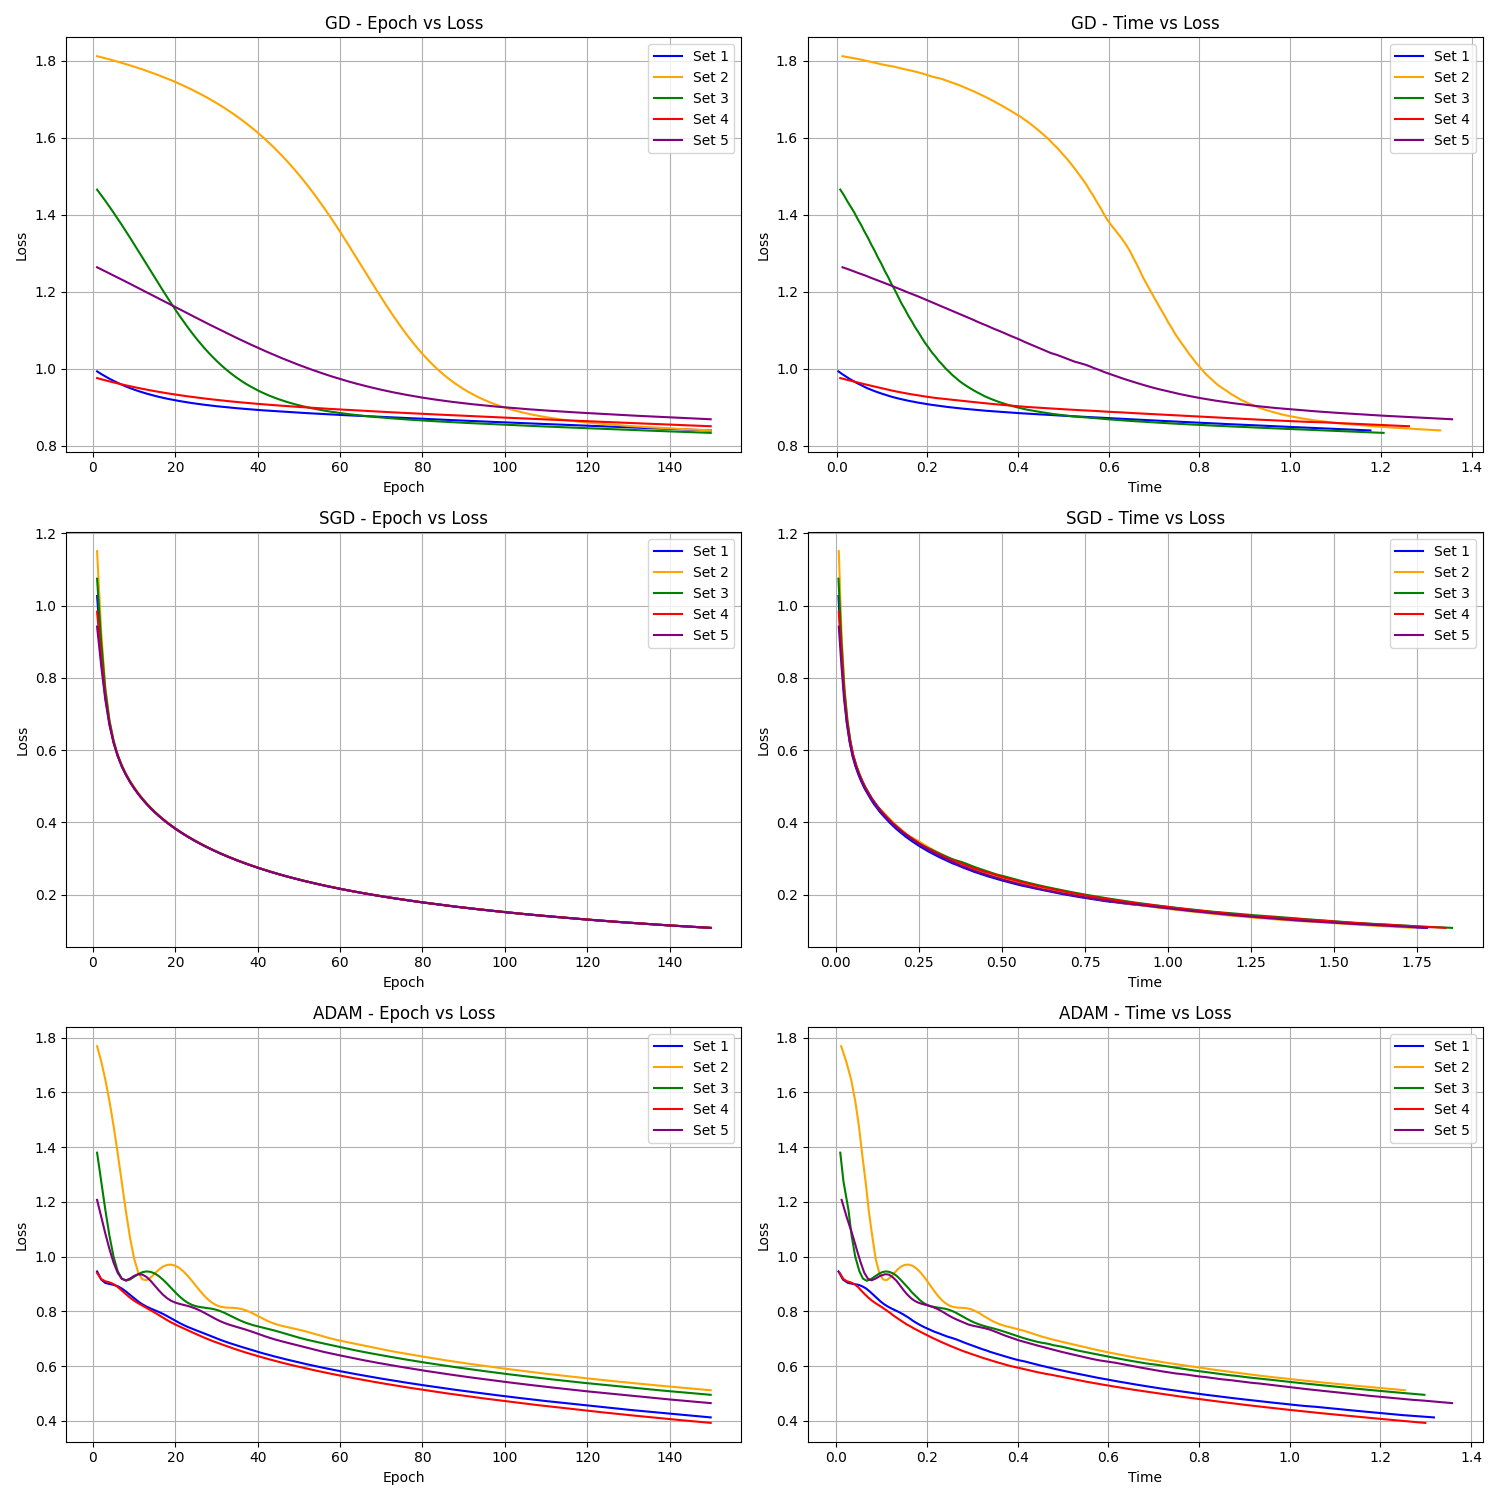 GD - Epoch vs Loss
Loss
1.8
1.6
1.4
1.2
1.0
0.8
0 20 40 60 80 100 120 140
Epoch
Set 1
Set 2
Set 3
Set 4
Set 5
GD - Time vs Loss
Loss
1.8
1.6
1.4
1.2
1.0
0.8
0.0 0.2 0.4 0.6 0.8 1.0 1.2 1.4
Time
Set 1
Set 2
Set 3
Set 4
Set 5
SGD - Epoch vs Loss
Loss
1.2
1.0
0.8
0.6
0.4
0.2
0 20 40 60 80 100 120 140
Epoch
Set 1
Set 2
Set 3
Set 4
Set 5
SGD - Time vs Loss
Loss
1.2
1.0
0.8
0.6
0.4
0.2
0.00 0.25 0.50 0.75 1.00 1.25 1.50 1.75
Time
Set 1
Set 2
Set 3
Set 4
Set 5
ADAM - Epoch vs Loss
Loss
1.8
1.6
1.4
1.2
1.0
0.8
0.6
0.4
0 20 40 60 80 100 120 140
Epoch
Set 1
Set 2
Set 3
Set 4
Set 5
ADAM - Time vs Loss
Loss
1.8
1.6
1.4
1.2
1.0
0.8
0.6
0.4
0.0 0.2 0.4 0.6 0.8 1.0 1.2 1.4
Time
Set 1
Set 2
Set 3
Set 4
Set 5